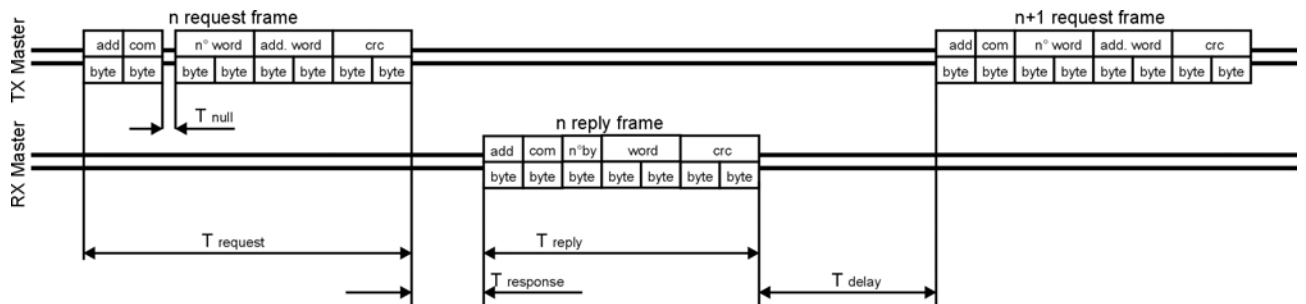 n request frame
n+1 request frame
TX Master
add com n° word add. word crc
add com n° word add. word crc
byte byte byte byte byte byte byte byte
byte byte byte byte byte byte byte byte
T null
n reply frame
RX Master
add com n°by word crc
byte byte byte byte byte byte byte
T request
T reply
T response
T delay